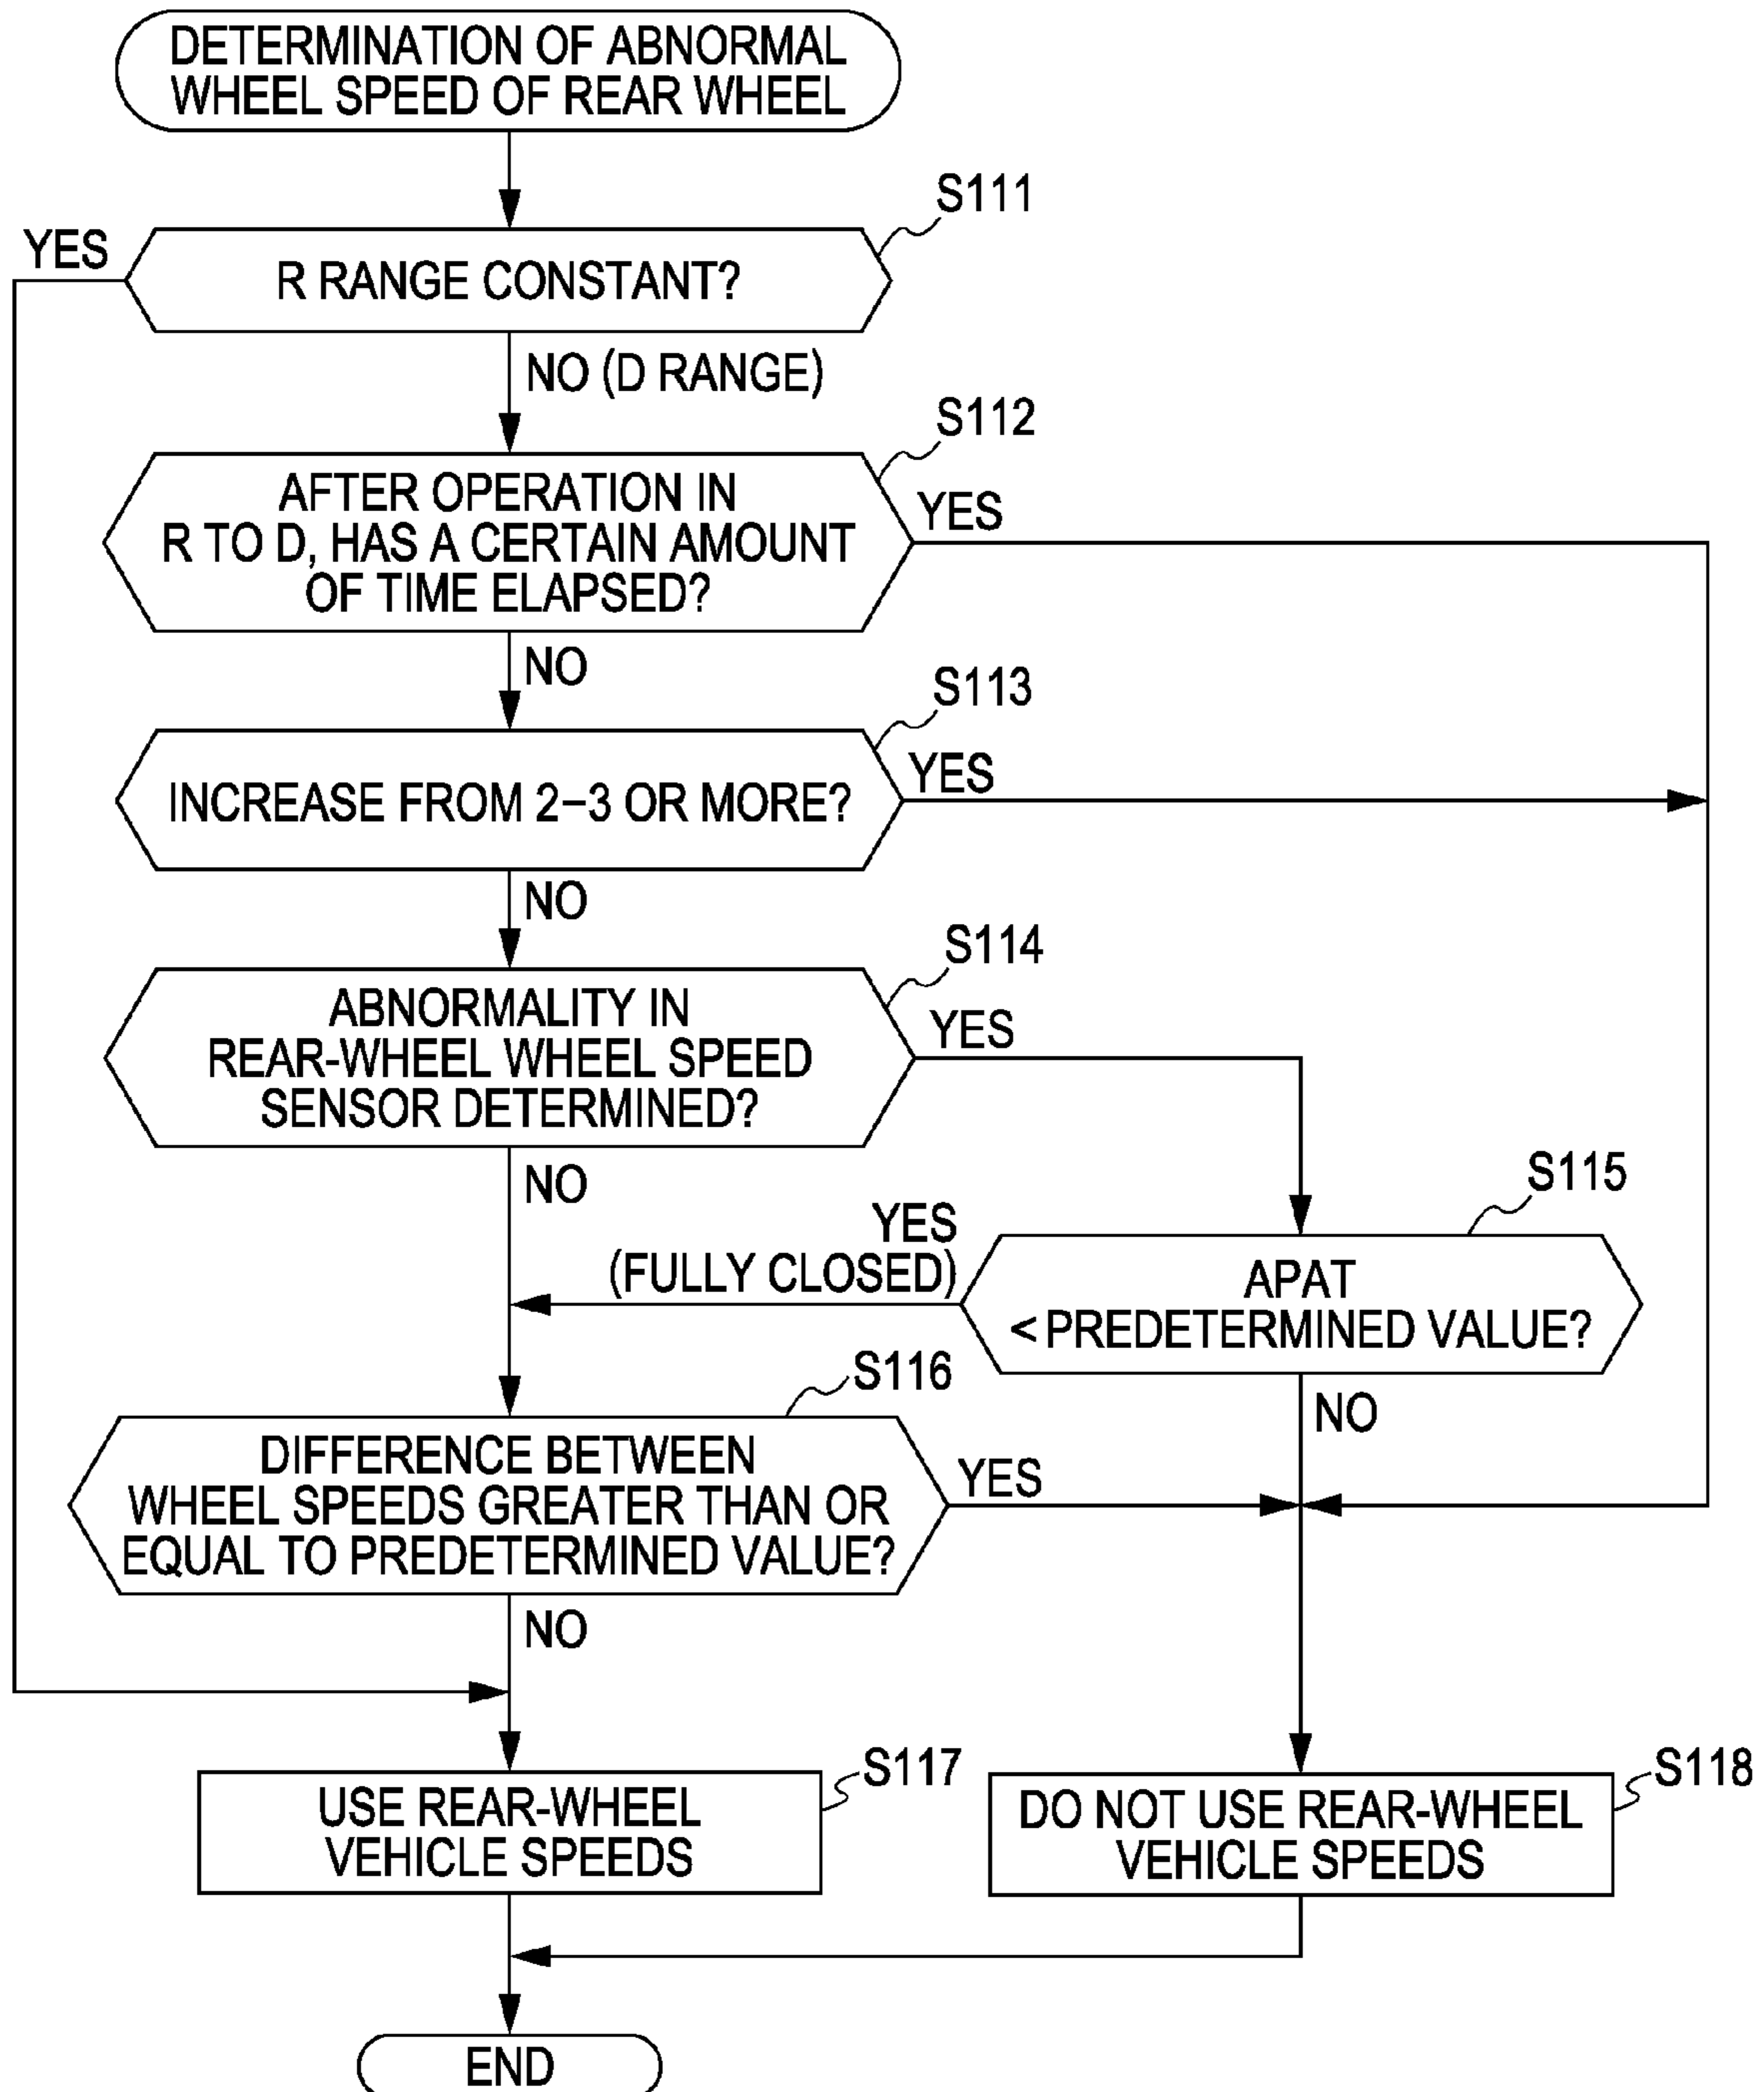 DETERMINATION OF ABNORMAL
WHEEL SPEED OF REAR WHEEL
S111
YES
R RANGE CONSTANT?
NO (D RANGE)
S112
AFTER OPERATION IN
R TO D, HAS A CERTAIN AMOUNT
OF TIME ELAPSED?
YES
NO
S113
INCREASE FROM 2–3 OR MORE?
YES
NO
S114
ABNORMALITY IN
REAR-WHEEL WHEEL SPEED
SENSOR DETERMINED?
YES
NO
S115
YES
(FULLY CLOSED)
APAT
< PREDETERMINED VALUE?
NO
S116
DIFFERENCE BETWEEN
WHEEL SPEEDS GREATER THAN OR
EQUAL TO PREDETERMINED VALUE?
YES
NO
S117
USE REAR-WHEEL
VEHICLE SPEEDS
S118
DO NOT USE REAR-WHEEL
VEHICLE SPEEDS
END